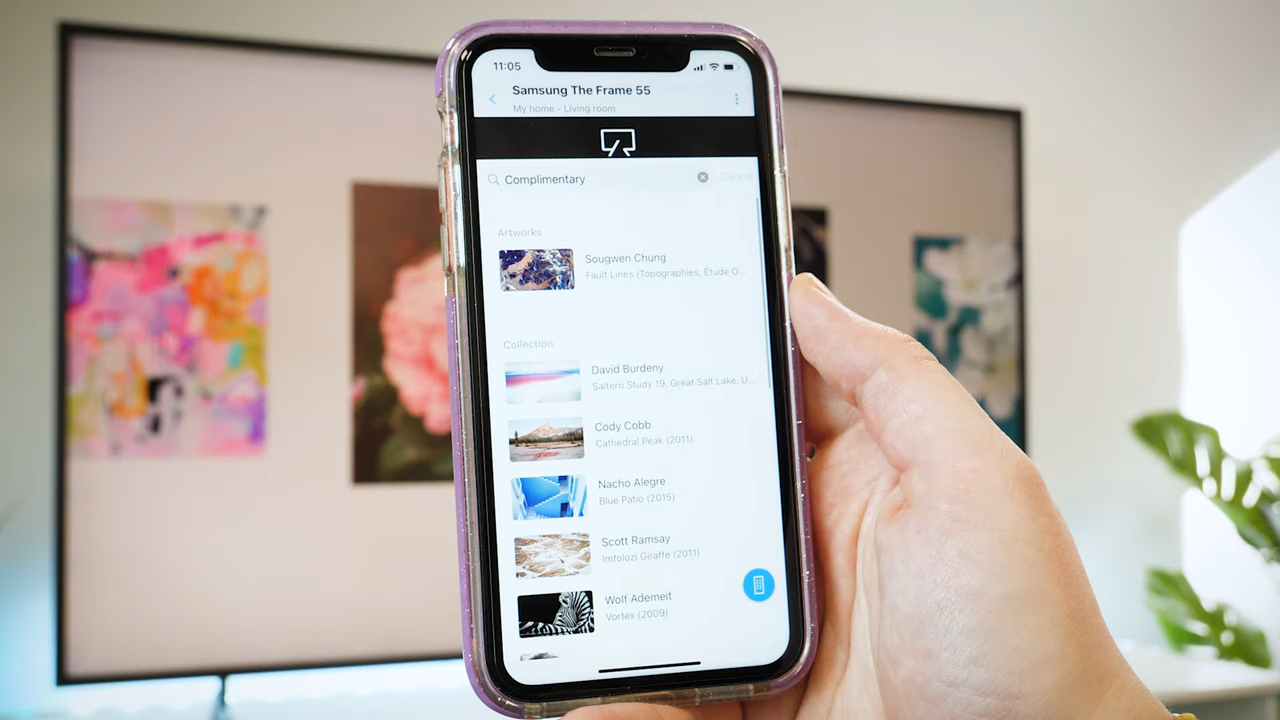 11:05
Samsung The Frame 55
My home - Living room
Complimentary
Cancel
Artworks
Sougwen Chung
Fault Lines (Topographies, Étude O...
Collection
David Burdeny
Saltern Study 19, Great Salt Lake, U...
Cody Cobb
Cathedral Peak (2011)
Nacho Alegre
Blue Patio (2015)
Scott Ramsay
Imfolozi Giraffe (2011)
Wolf Ademeit
Vortex (2009)